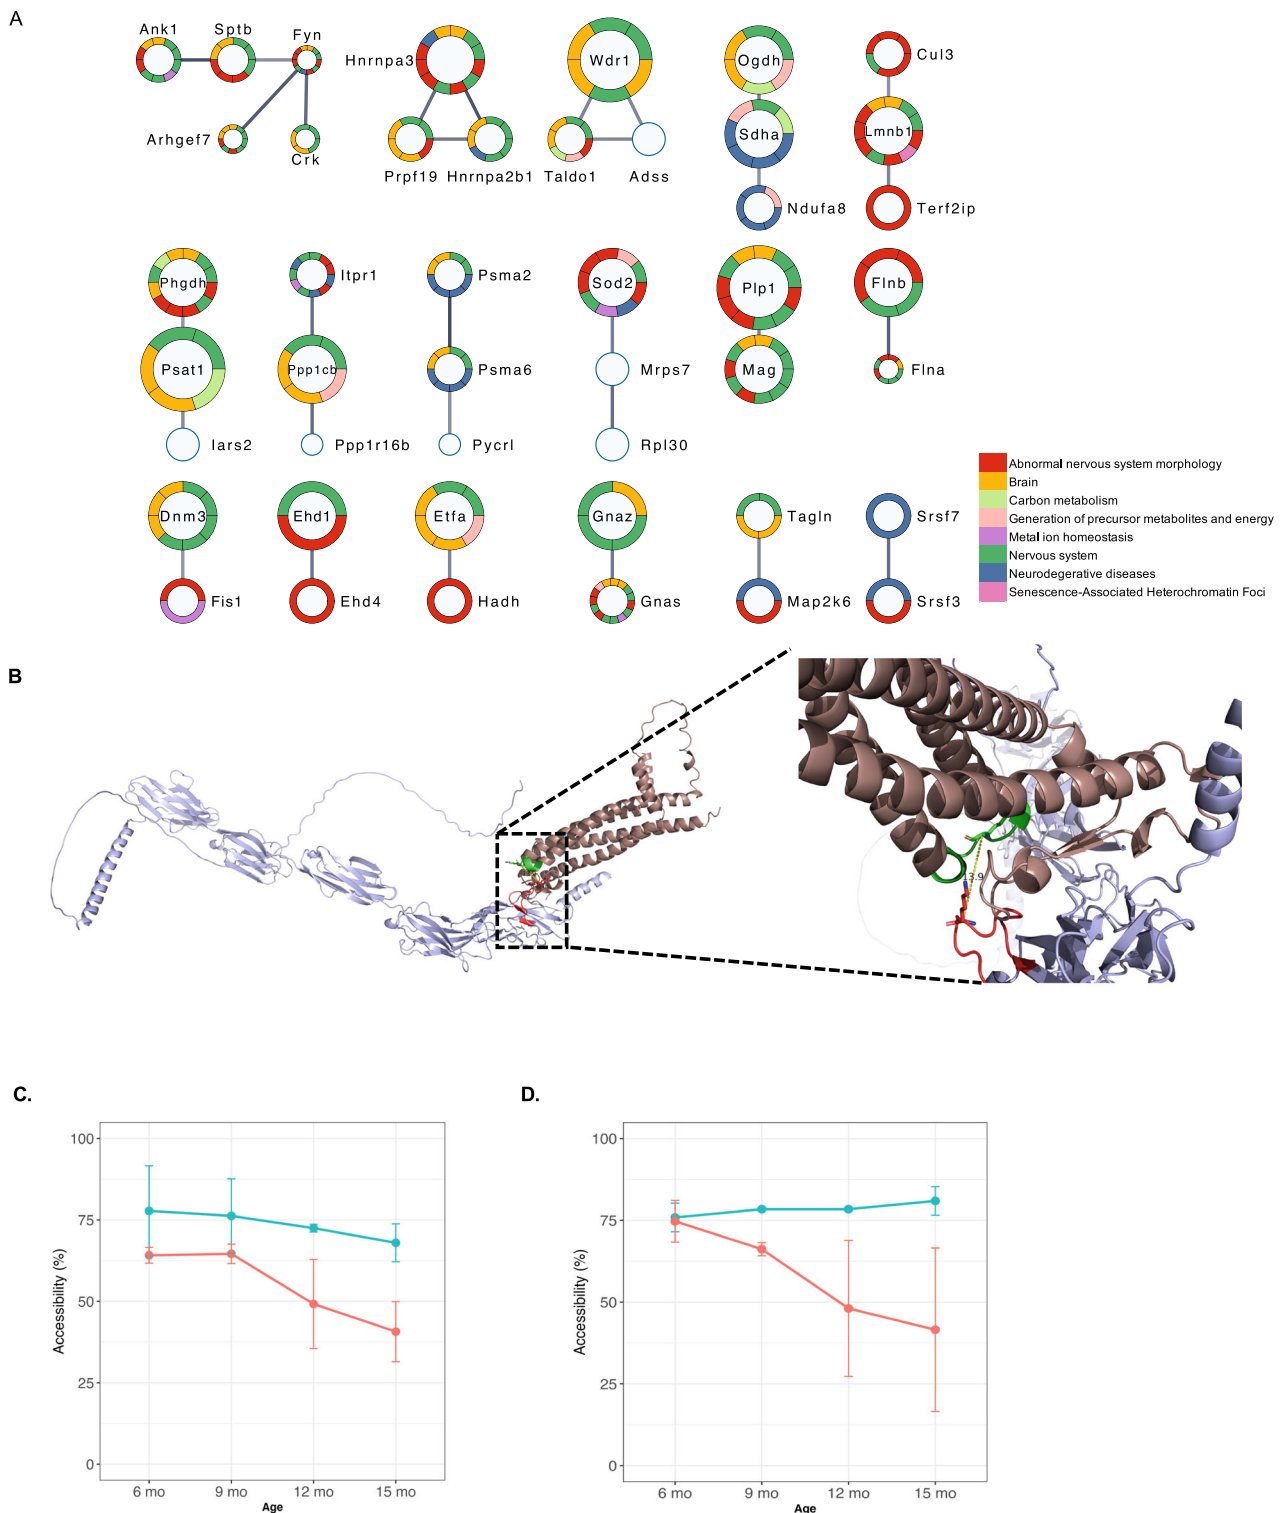 A
Ank1 Sptb Fyn
Arhgef7 Crk
Hnrnpa3
Prpf19 Hnrnpa2b1
Wdr1
Taldo1 Adss
Ogdh
Sdha
Ndufa8
Cul3
Lmnb1
Terf2ip
Phgdh
Psat1
Iars2
Itpr1
Ppp1cb
Ppp1r16b
Psma2
Psma6
Pycrl
Sod2
Mrps7
Rpl30
Plp1
Mag
Flnb
Flna
Dnm3
Fis1
Ehd1
Ehd4
Etfa
Hadh
Gnaz
Gnas
Tagln
Map2k6
Srsf7
Srsf3
Abnormal nervous system morphology
Brain
Carbon metabolism
Generation of precursor metabolites and energy
Metal ion homeostasis
Nervous system
Neurodegerative diseases
Senescence-Associated Heterochromatin Foci
B
13.9
C.
Accessibility (%)
100
75
50
25
0
6 mo 9 mo 12 mo 15 mo
Age
D.
Accessibility (%)
100
75
50
25
0
6 mo 9 mo 12 mo 15 mo
Age